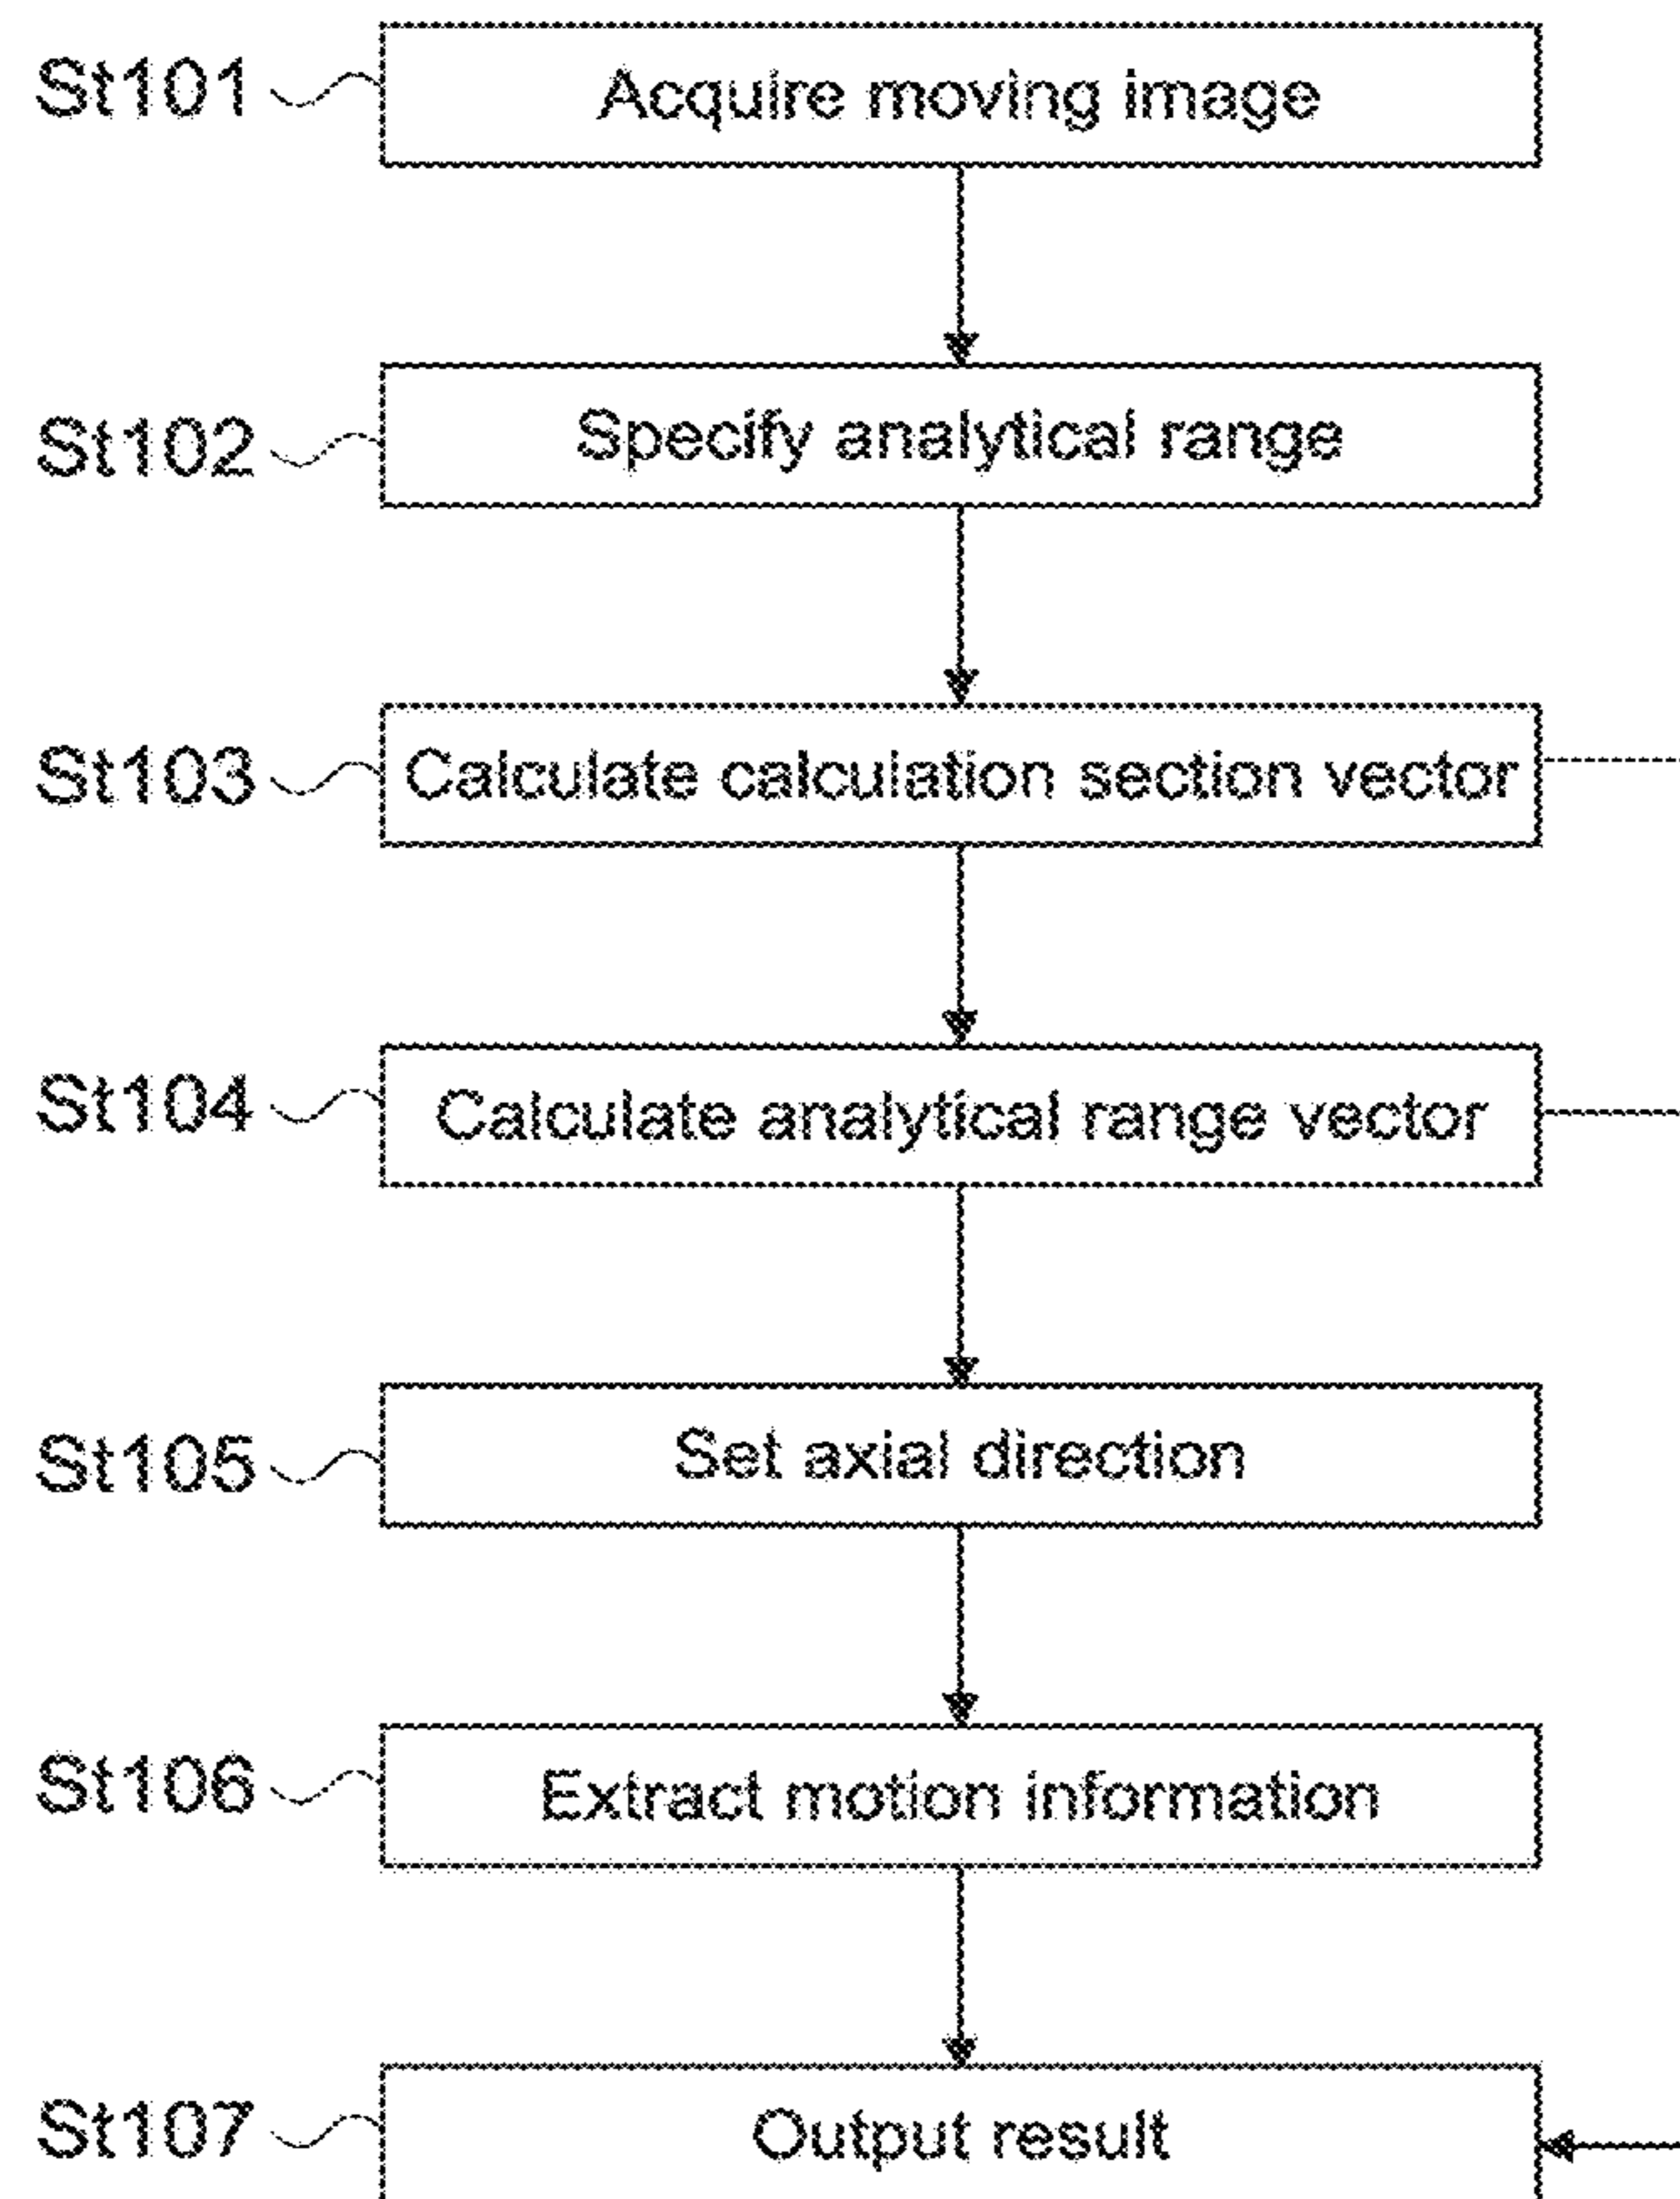 St101 Acquire moving image
St102 Specify analytical range
St103 Calculate calculation section vector
St104 Calculate analytical range vector
St105 Set axial direction
St106 Extract motion information
St107 Output result